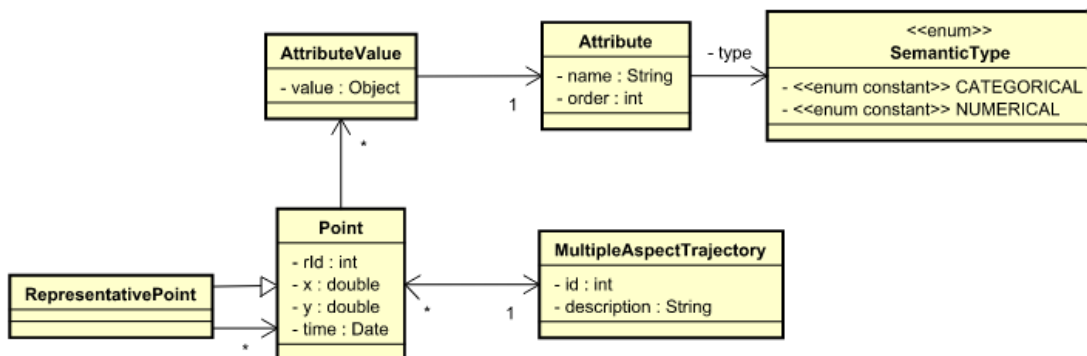 <<enum>>
SemanticType
- <<enum constant>> CATEGORICAL
- <<enum constant>> NUMERICAL
Attribute
- name : String
- order : int
- type
AttributeValue
- value : Object
1
*
Point
- rId : int
- x : double
- y : double
- time : Date
MultipleAspectTrajectory
- id : int
- description : String
RepresentativePoint
*
1
*